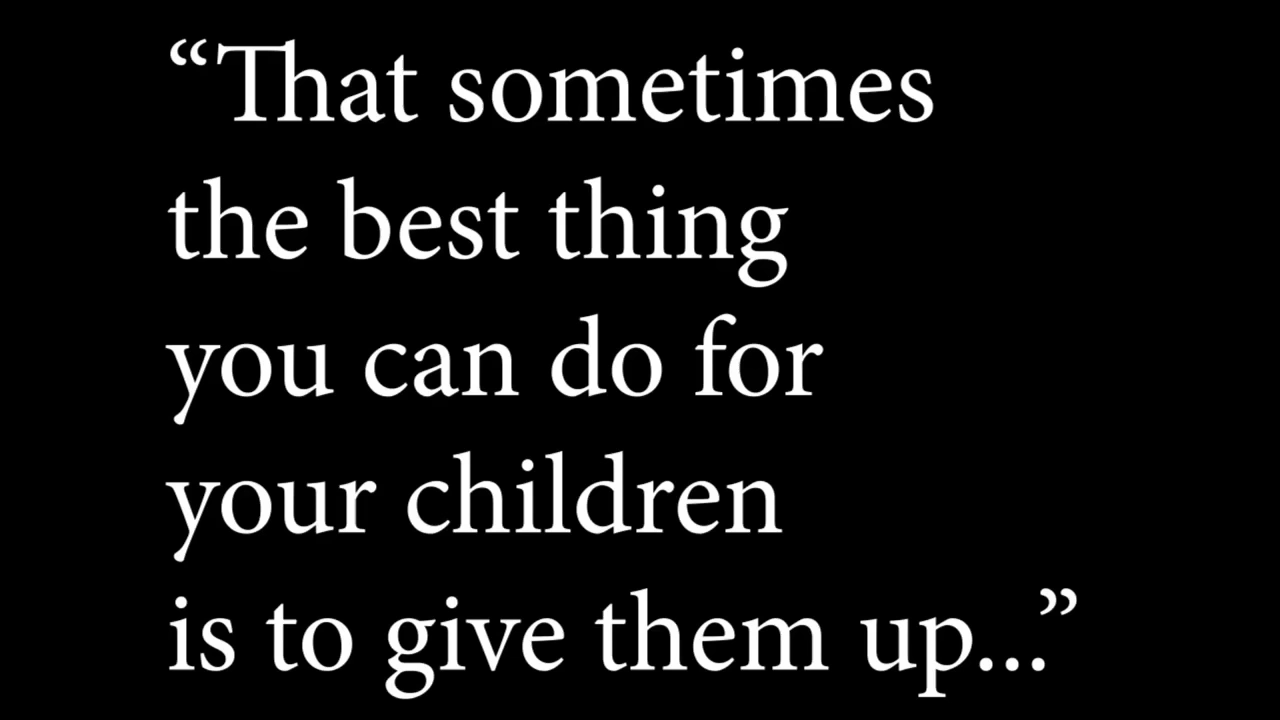 “That sometimes
the best thing
you can do for
your children
is to give them up...”